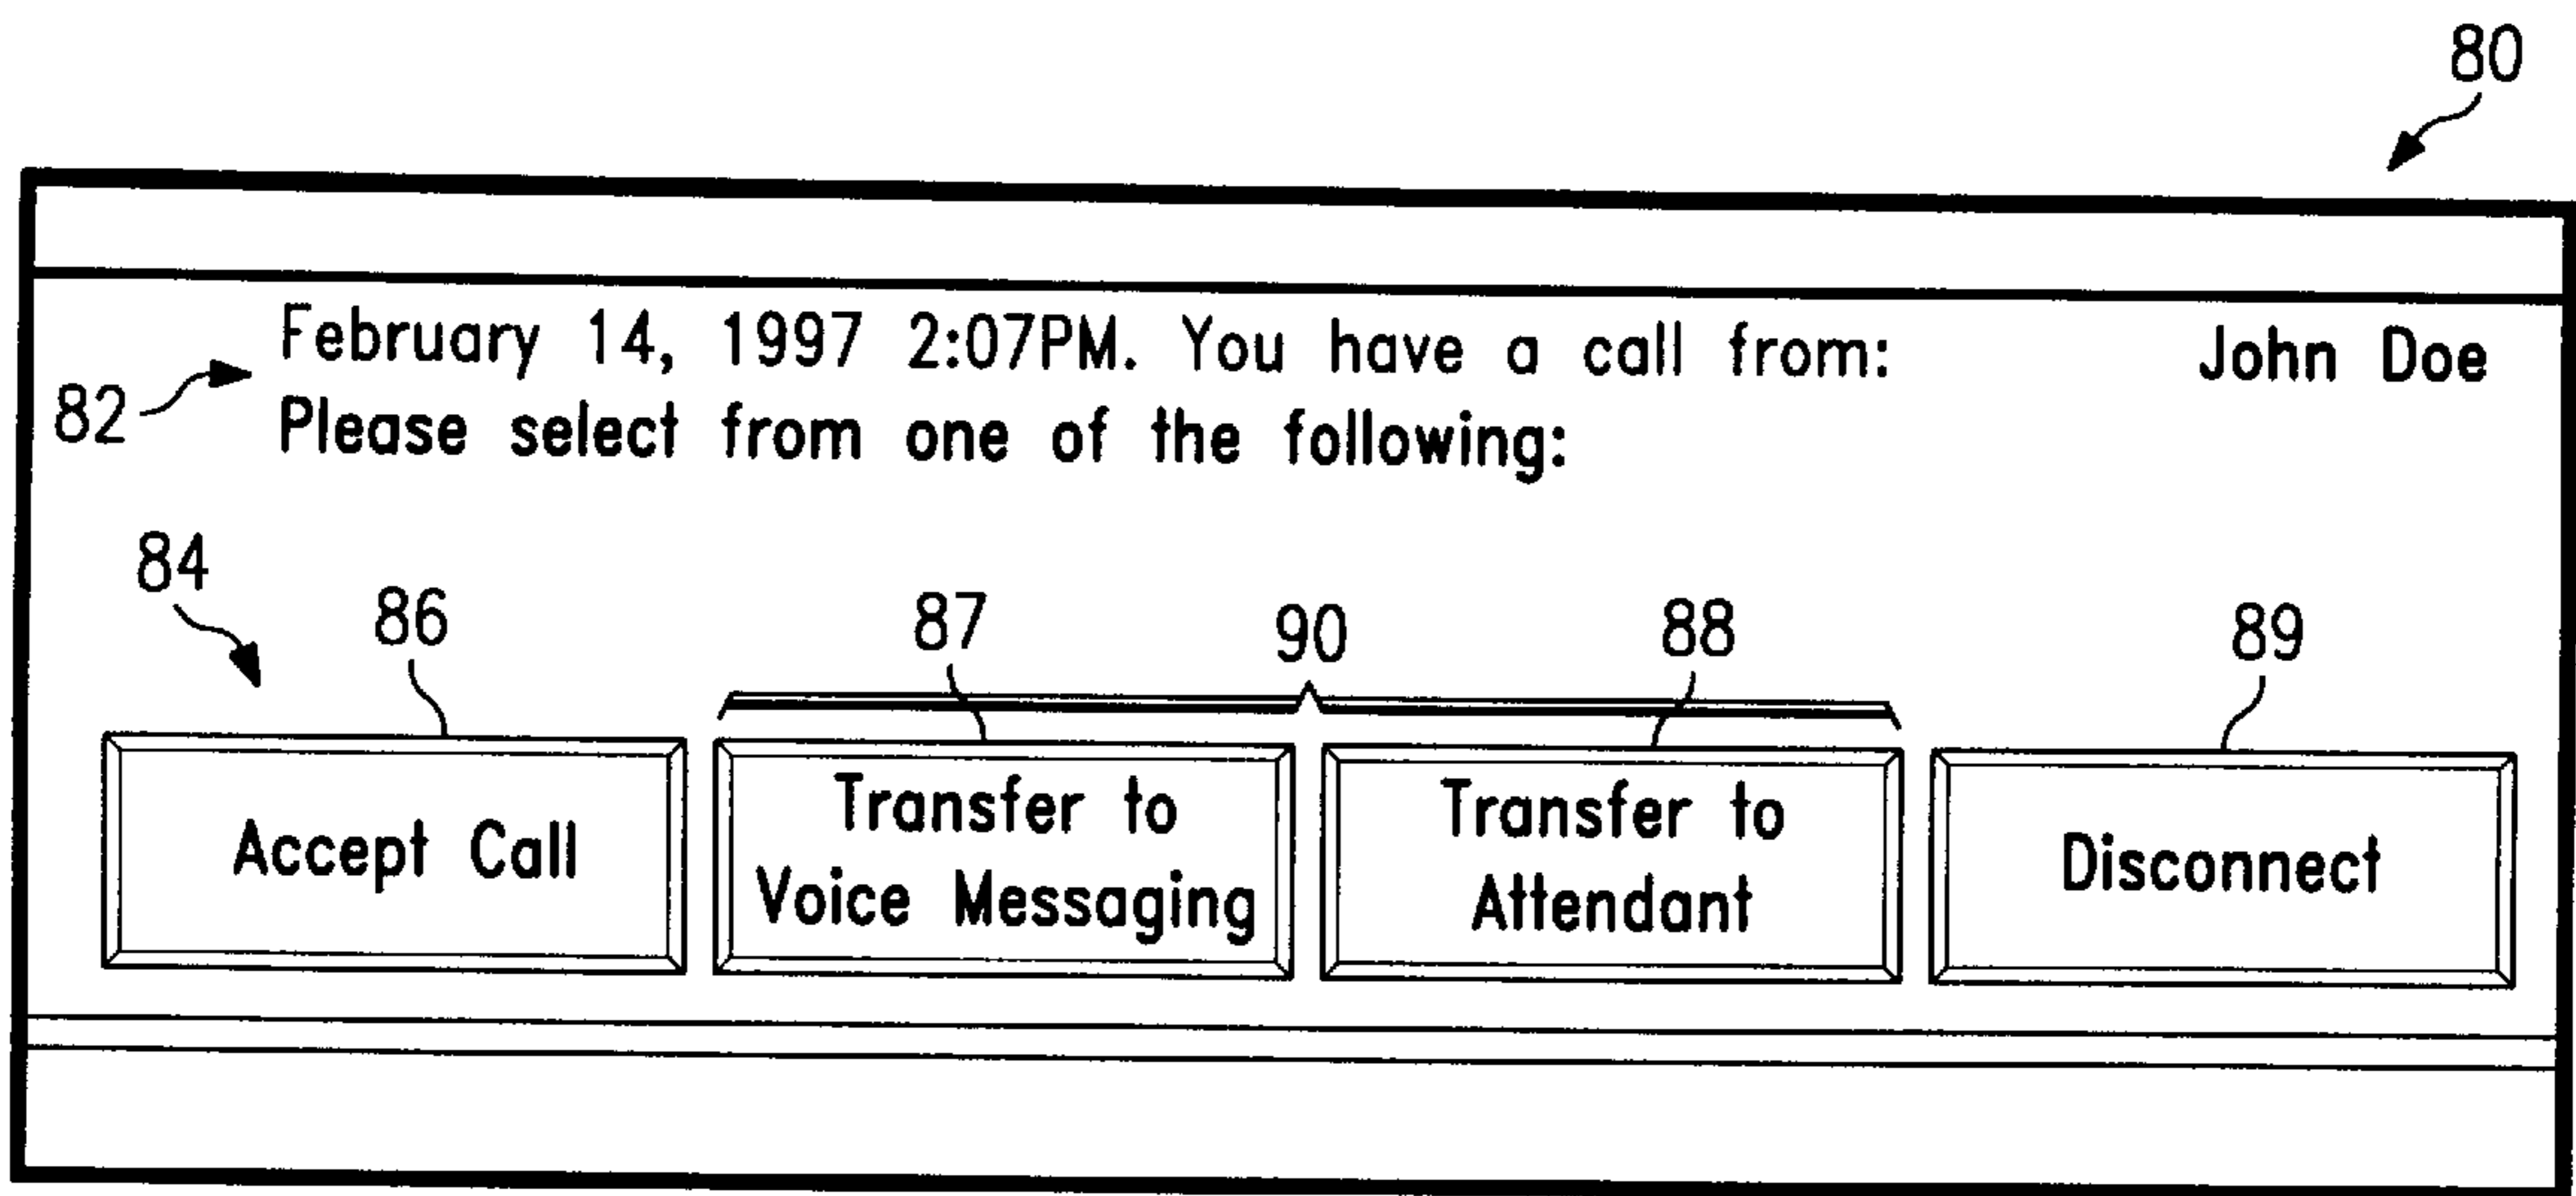 80
February 14, 1997 2:07PM. You have a call from: John Doe
82
Please select from one of the following:
84
86
87
90
88
89
Accept Call
Transfer to
Voice Messaging
Transfer to
Attendant
Disconnect